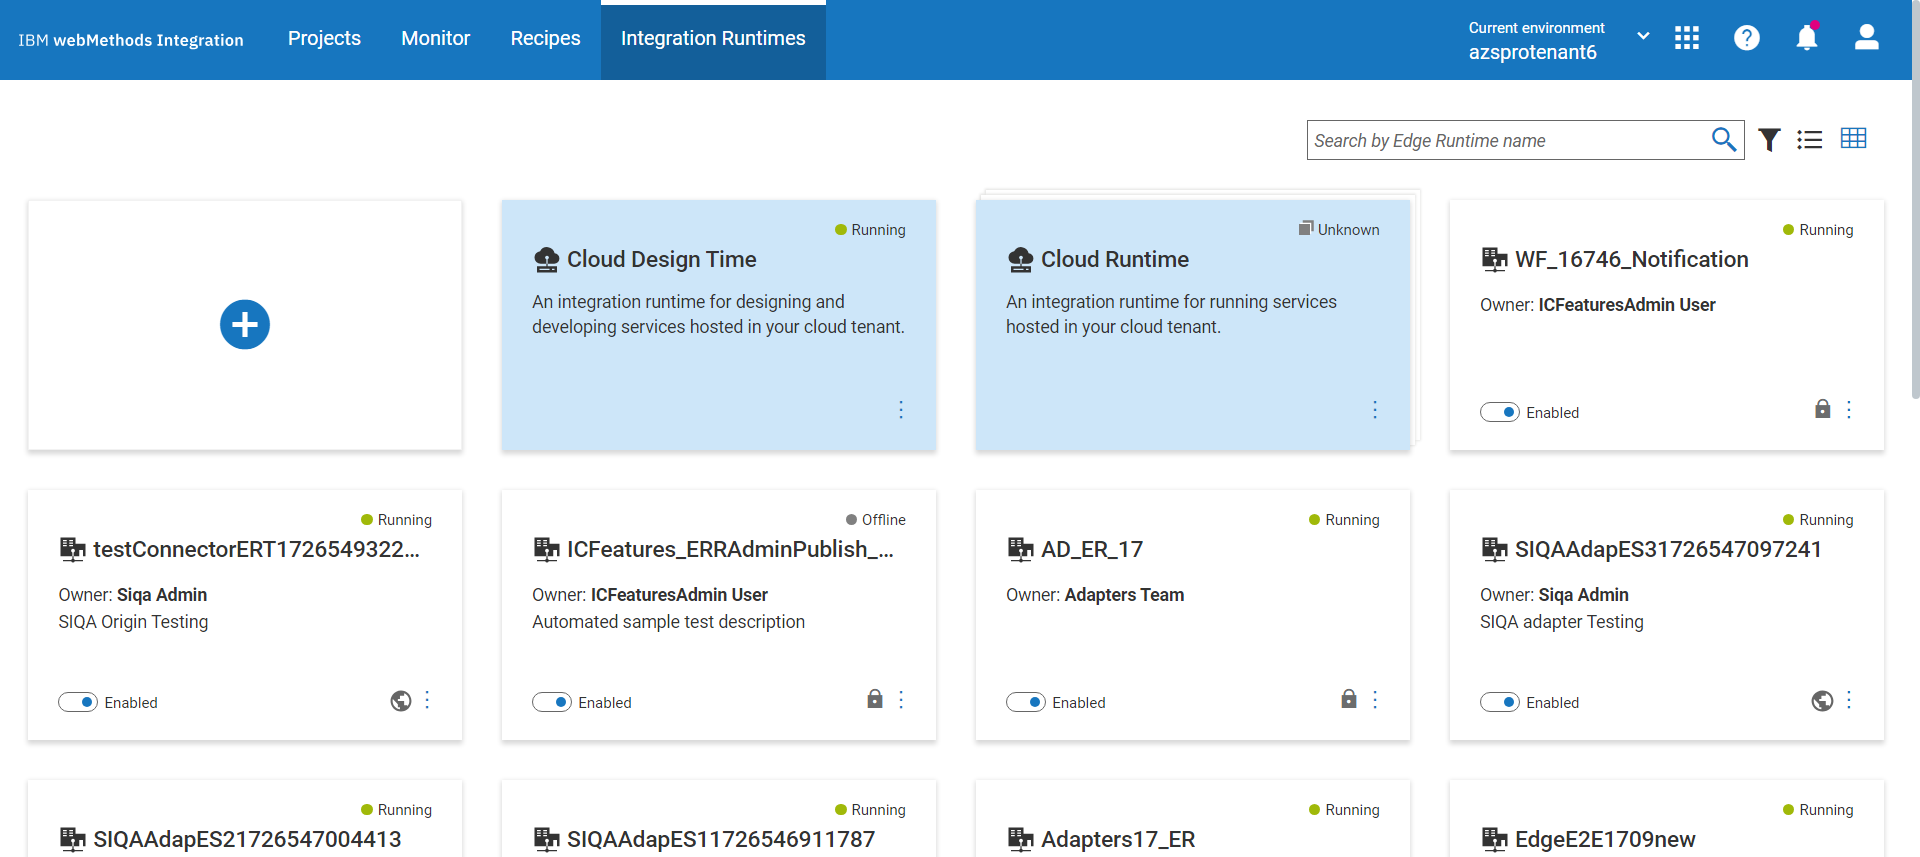 IBM webMethods Integration
Projects
Monitor
Recipes
Integration Runtimes
Current environment
azsprotenant6
Search by Edge Runtime name
Running
Cloud Design Time
An integration runtime for designing and
developing services hosted in your cloud tenant.
Unknown
Cloud Runtime
An integration runtime for running services
hosted in your cloud tenant.
Running
WF_16746_Notification
Owner: ICFeaturesAdmin User
Enabled
Running
testConnectorERT1726549322...
Owner: Siqa Admin
SIQA Origin Testing
Enabled
Offline
ICFeatures_ERRAdminPublish_...
Owner: ICFeaturesAdmin User
Automated sample test description
Enabled
Running
AD_ER_17
Owner: Adapters Team
Enabled
Running
SIQAAdapES31726547097241
Owner: Siqa Admin
SIQA adapter Testing
Enabled
Running
SIQAAdapES21726547004413
Running
SIQAAdapES11726546911787
Running
Adapters17_ER
Running
EdgeE2E1709new